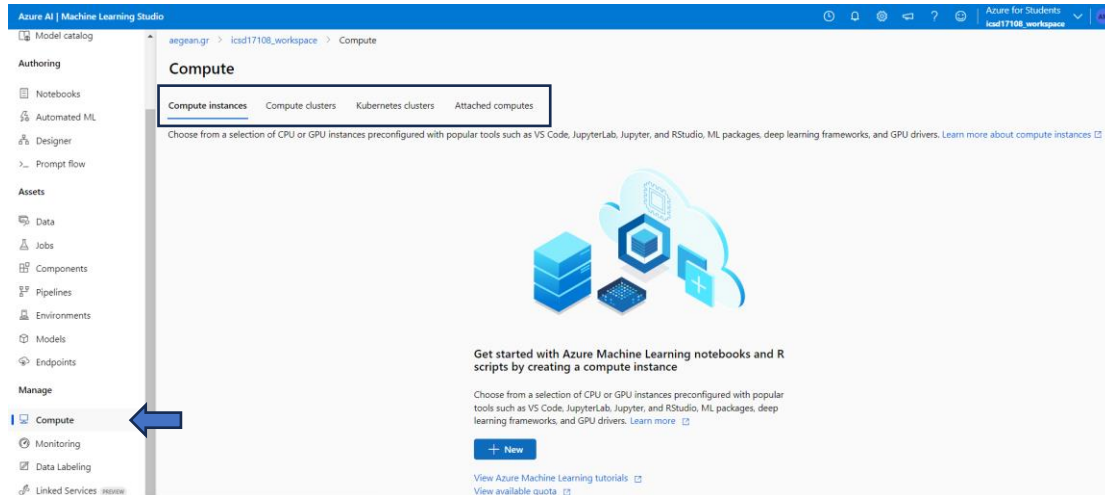 Azure AI | Machine Learning Studio
Azure for Students
icsd17108_workspace
Model catalog
Authoring
Notebooks
Automated ML
Designer
Prompt flow
Assets
Data
Jobs
Components
Pipelines
Environments
Models
Endpoints
Manage
Compute
Monitoring
Data Labeling
Linked Services PREVIEW
aegean.gr > icsd17108_workspace > Compute
Compute
Compute instances Compute clusters Kubernetes clusters Attached computes
Choose from a selection of CPU or GPU instances preconfigured with popular tools such as VS Code, JupyterLab, Jupyter, and RStudio, ML packages, deep learning frameworks, and GPU drivers. Learn more about compute instances
Get started with Azure Machine Learning notebooks and R
scripts by creating a compute instance
Choose from a selection of CPU or GPU instances preconfigured with popular
tools such as VS Code, JupyterLab, Jupyter, and RStudio, ML packages, deep
learning frameworks, and GPU drivers. Learn more
+ New
View Azure Machine Learning tutorials
View available quota